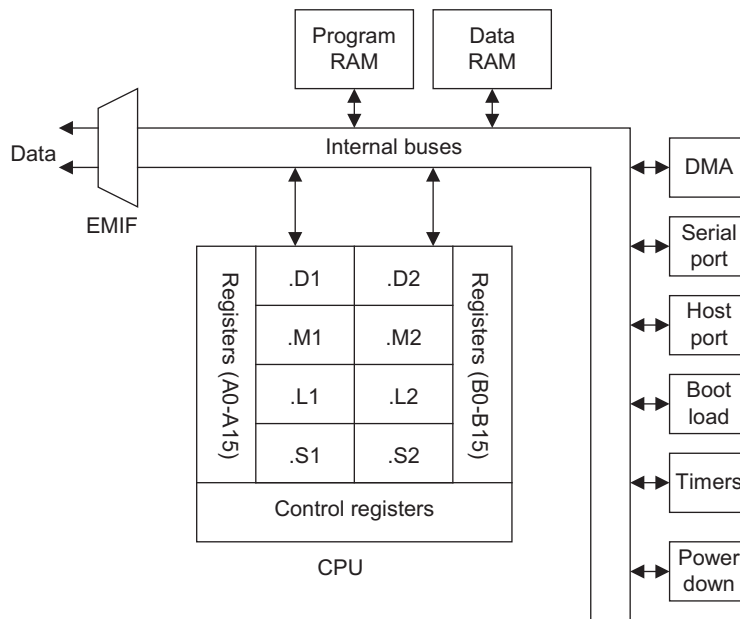 Program
RAM
Data
RAM
Data
Internal buses
EMIF
DMA
Serial
port
Host
port
Boot
load
Timers
Power
down
Registers (A0-A15)
.D1
.D2
.M1
.M2
.L1
.L2
.S1
.S2
Registers (B0-B15)
Control registers
CPU